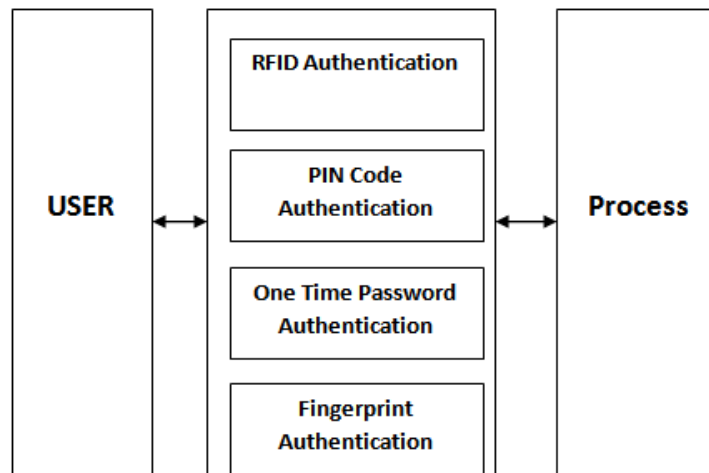 RFID Authentication
PIN Code
Authentication
USER
Process
One Time Password
Authentication
Fingerprint
Authentication